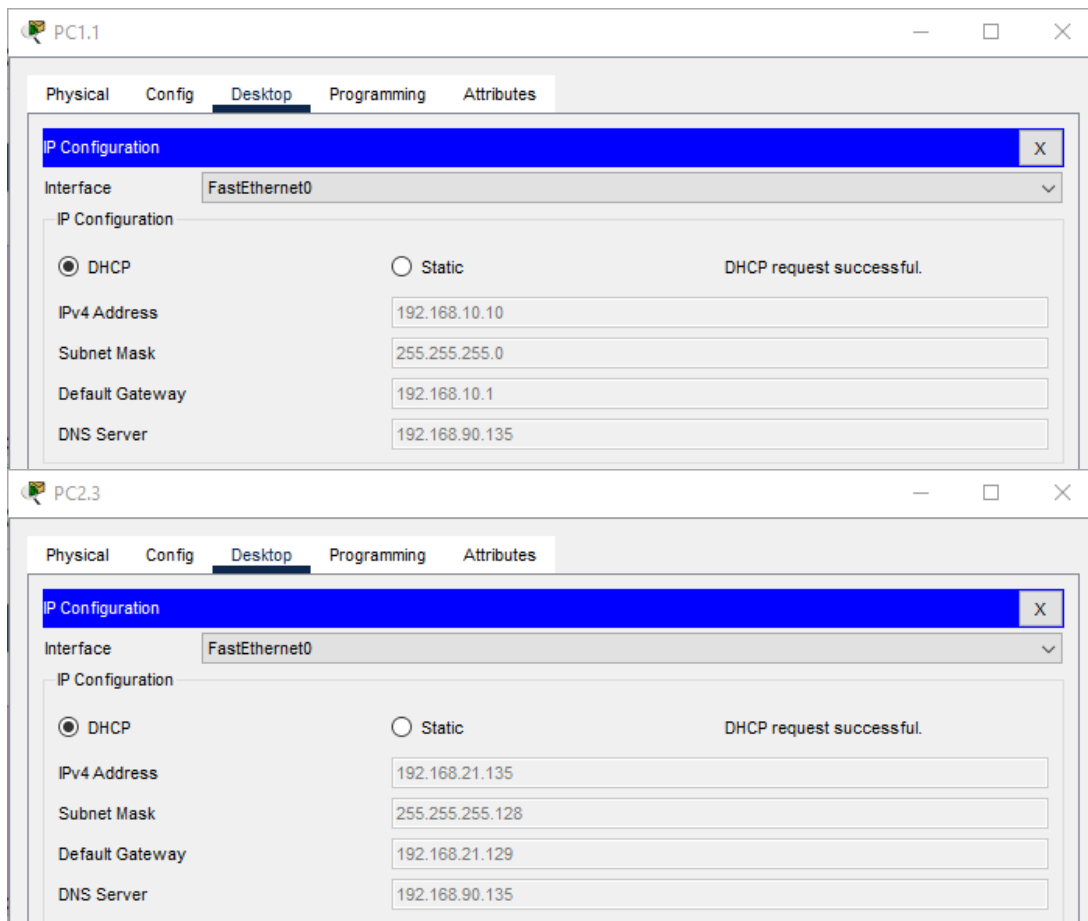 PC1.1
Physical Config Desktop Programming Attributes
IP Configuration X
Interface FastEthernet0
IP Configuration
DHCP Static DHCP request successful.
IPv4 Address 192.168.10.10
Subnet Mask 255.255.255.0
Default Gateway 192.168.10.1
DNS Server 192.168.90.135
PC2.3
Physical Config Desktop Programming Attributes
IP Configuration X
Interface FastEthernet0
IP Configuration
DHCP Static DHCP request successful.
IPv4 Address 192.168.21.135
Subnet Mask 255.255.255.128
Default Gateway 192.168.21.129
DNS Server 192.168.90.135